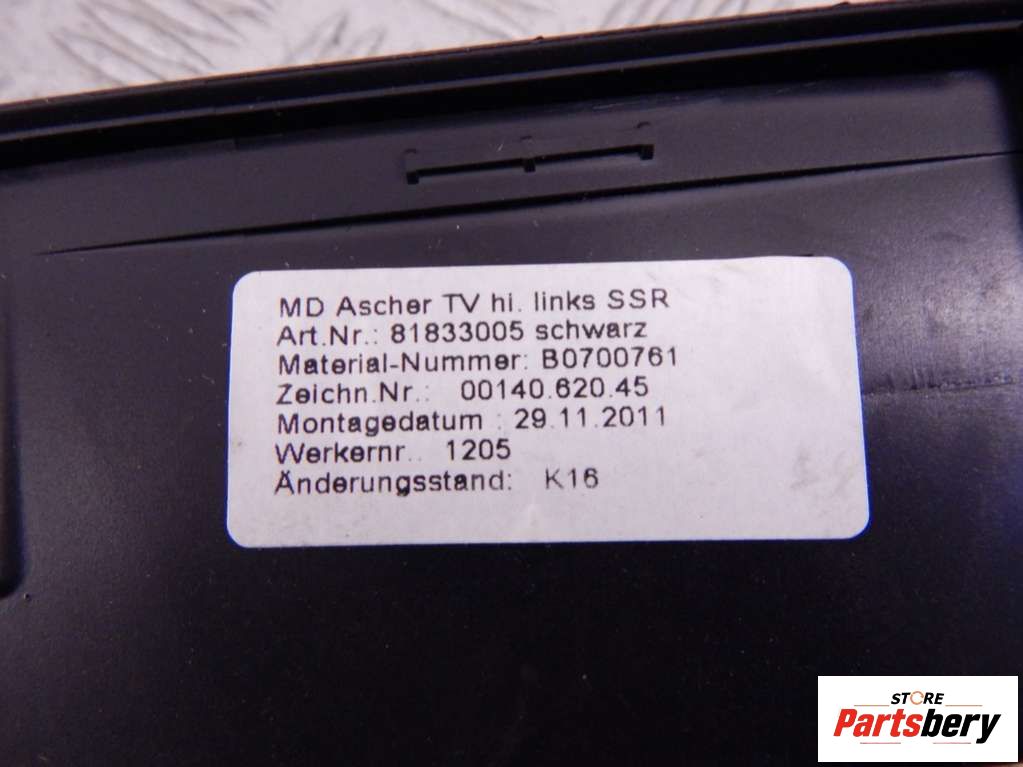 MD Ascher TV hi. links SSR
Art.Nr.: 81833005 schwarz
Material-Nummer: B0700761
Zeichn.Nr.: 00140.620.45
Montagedatum : 29.11.2011
Werkernr.. 1205
Änderungsstand: K16
STORE
Partsbery